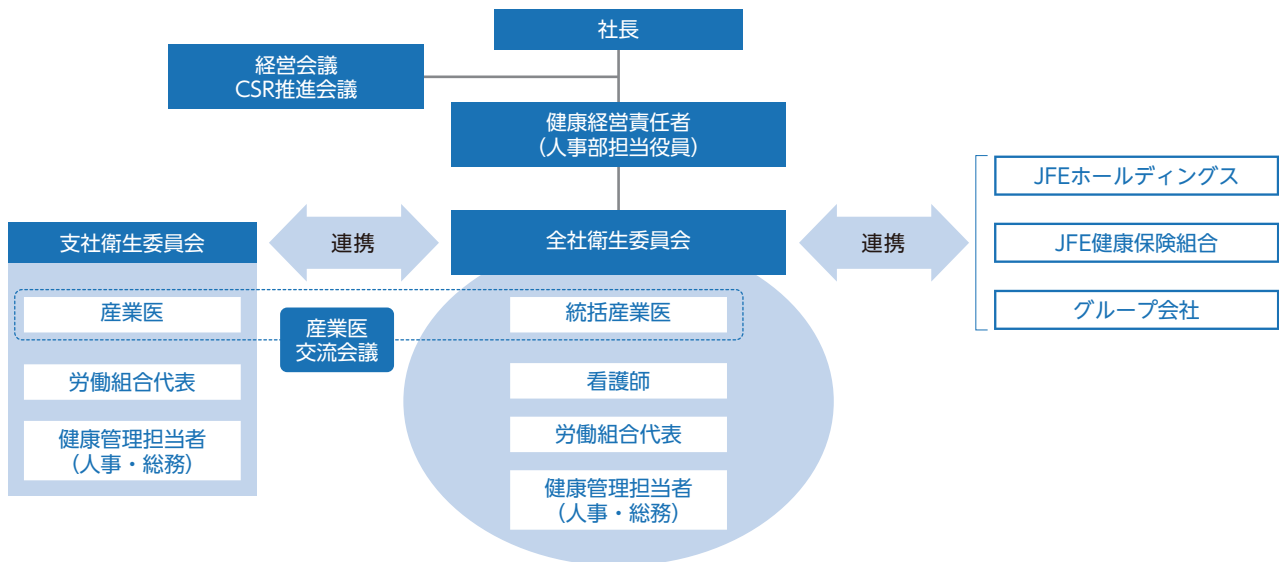 社長
経営会議
CSR推進会議
健康経営責任者
（人事部担当役員）
JFEホールディングス
JFE健康保険組合
グループ会社
支社衛生委員会
連携
全社衛生委員会
連携
産業医
産業医
交流会議
統括産業医
労働組合代表
看護師
健康管理担当者
（人事・総務）
労働組合代表
健康管理担当者
（人事・総務）